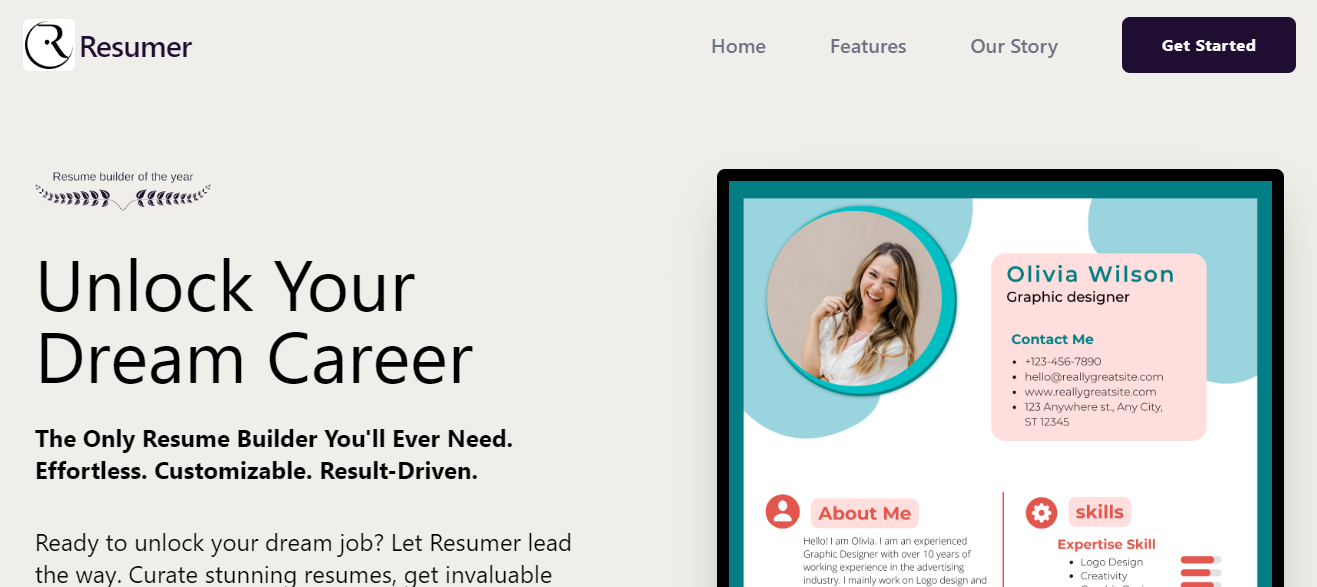 Resumer
Home
Features
Our Story
Get Started
Resume builder of the year
Unlock Your
Dream Career
The Only Resume Builder You'll Ever Need.
Effortless. Customizable. Result-Driven.
Ready to unlock your dream job? Let Resumer lead
the way. Curate stunning resumes, get invaluable
Olivia Wilson
Graphic designer
Contact Me
+123-456-7890
hello@reallygreatsite.com
www.reallygreatsite.com
123 Anywhere st., Any City,
ST 12345
About Me
Hello! I am Olivia. I am an experienced
Graphic Designer with over 10 years of
working experience in the advertising
industry. I mainly work on Logo design and
skills
Expertise Skill
Logo Design
Creativity